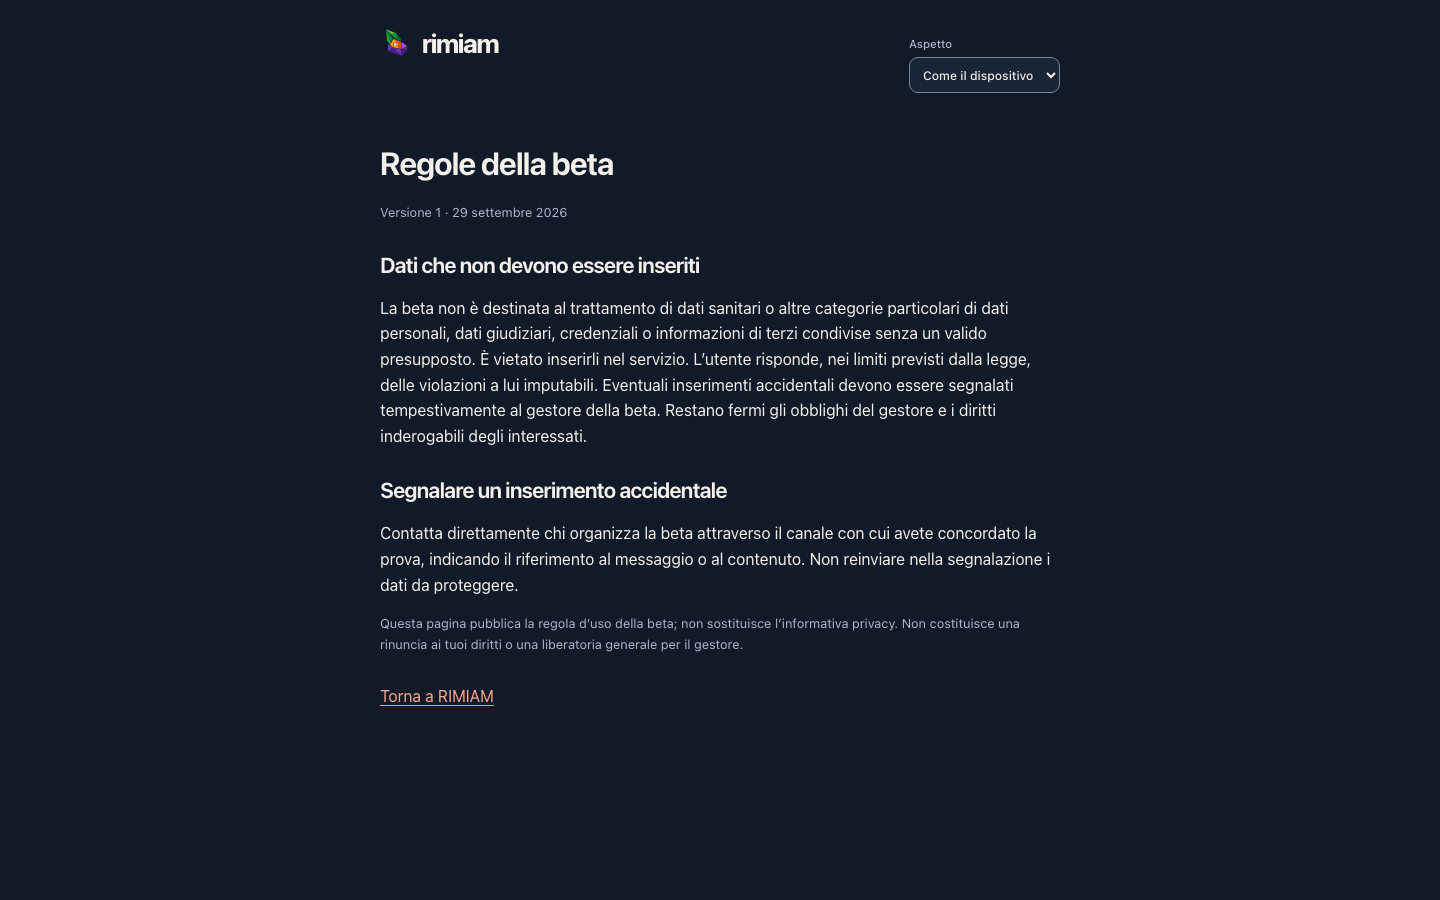 rimiam
Aspetto
Come il dispositivo
Regole della beta
Versione 1 · 29 settembre 2026
Dati che non devono essere inseriti
La beta non è destinata al trattamento di dati sanitari o altre categorie particolari di dati
personali, dati giudiziari, credenziali o informazioni di terzi condivise senza un valido
presupposto. È vietato inserirli nel servizio. L’utente risponde, nei limiti previsti dalla legge,
delle violazioni a lui imputabili. Eventuali inserimenti accidentali devono essere segnalati
tempestivamente al gestore della beta. Restano fermi gli obblighi del gestore e i diritti
inderogabili degli interessati.
Segnalare un inserimento accidentale
Contatta direttamente chi organizza la beta attraverso il canale con cui avete concordato la
prova, indicando il riferimento al messaggio o al contenuto. Non reinviare nella segnalazione i
dati da proteggere.
Questa pagina pubblica la regola d’uso della beta; non sostituisce l’informativa privacy. Non costituisce una
rinuncia ai tuoi diritti o una liberatoria generale per il gestore.
Torna a RIMIAM